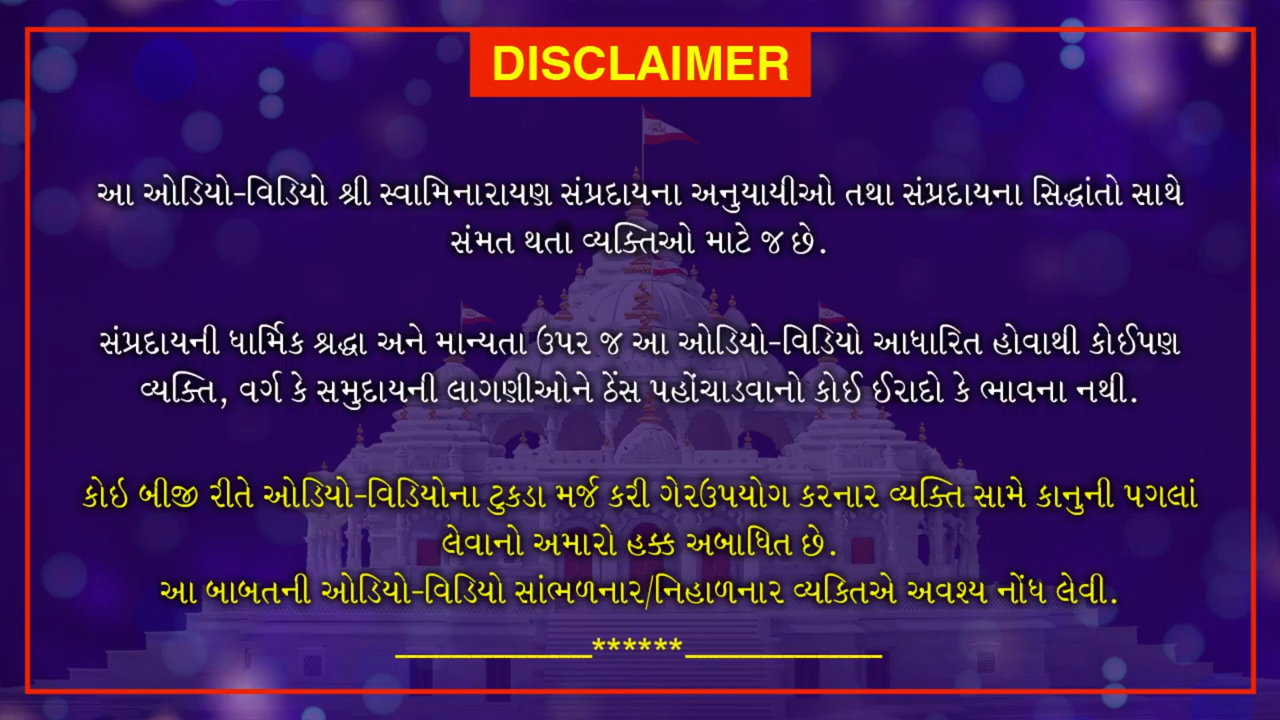 DISCLAIMER
આ ઓડિયો-વિડિયો શ્રી સ્વામિનારાયણ સંપ્રદાયના અનુયાયીઓ તથા સંપ્રદાયના સિદ્ધાંતો સાથે
સંમત થતા વ્યક્તિઓ માટે જ છે.
સંપ્રદાયની ધાર્મિક શ્રદ્ધા અને માન્યતા ઉપર જ આ ઓડિયો-વિડિયો આધારિત હોવાથી કોઈપણ
વ્યક્તિ, વર્ગ કે સમુદાયની લાગણીઓને ઠેંસ પહોંચાડવાનો કોઈ ઈરાદો કે ભાવના નથી.
કોઇ બીજી રીતે ઓડિયો-વિડિયોના ટુકડા મર્જ કરી ગેરઉપયોગ કરનાર વ્યક્તિ સામે કાનુની પગલાં
લેવાનો અમારો હક્ક અબાધિત છે.
આ બાબતની ઓડિયો-વિડિયો સાંભળનાર/નિહાળનાર વ્યકિતએ અવશ્ય નોંધ લેવી.
______________******______________